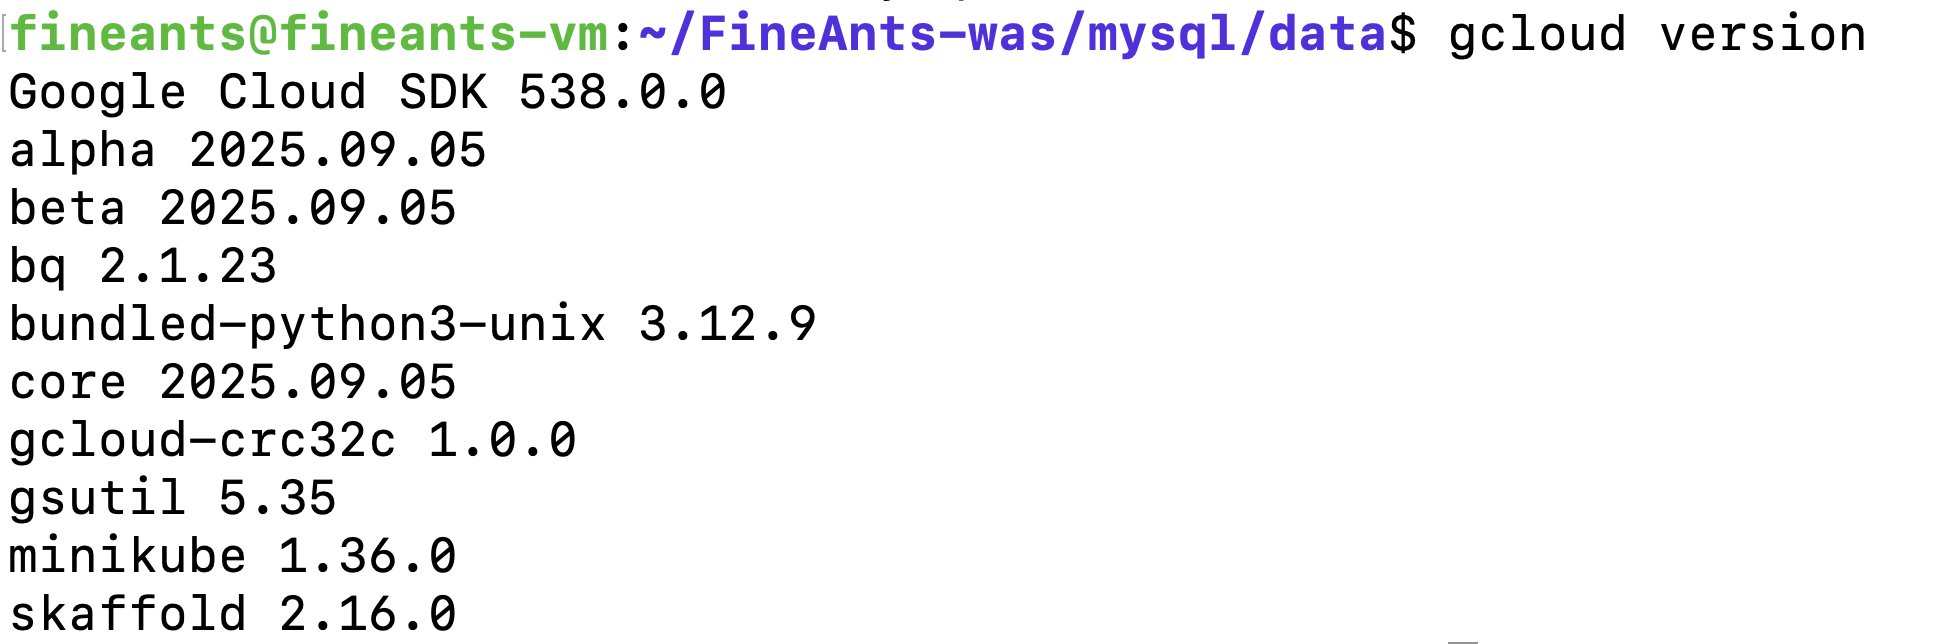 fineants@fineants-vm:~/FineAnts-was/mysql/data$ gcloud version
Google Cloud SDK 538.0.0
alpha 2025.09.05
beta 2025.09.05
bq 2.1.23
bundled-python3-unix 3.12.9
core 2025.09.05
gcloud-crc32c 1.0.0
gsutil 5.35
minikube 1.36.0
skaffold 2.16.0